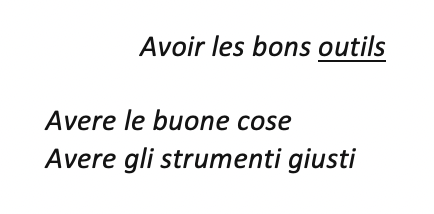 Avoir les bons outils
Avere le buone cose
Avere gli strumenti giusti